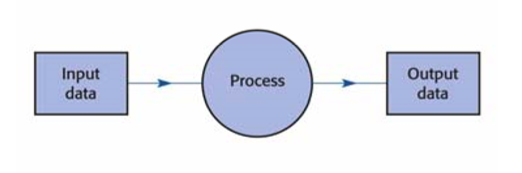 Input
data
Process
Output
data